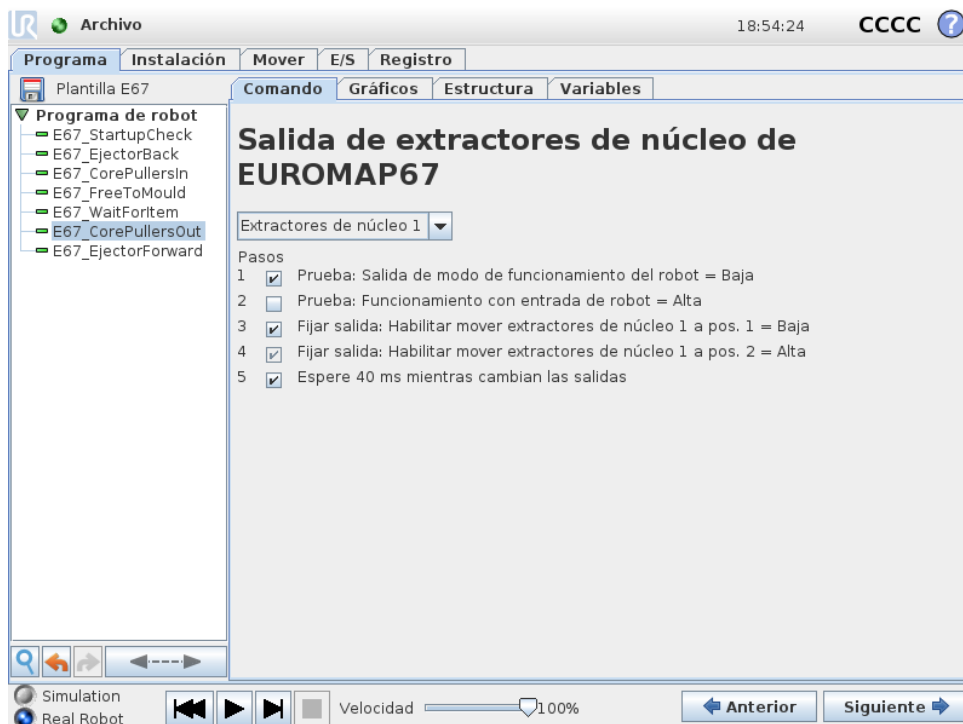 UR Archivo 18:54:24 CCCC ?
Programa Instalación Mover E/S Registro
Plantilla E67
Comando Gráficos Estructura Variables
Programa de robot
E67_StartupCheck
E67_EjectorBack
E67_CorePullersIn
E67_FreeToMould
E67_WaitForItem
E67_CorePullersOut
E67_EjectorForward
Salida de extractores de núcleo de
EUROMAP67
Extractores de núcleo 1
Pasos
1 Prueba: Salida de modo de funcionamiento del robot = Baja
2 Prueba: Funcionamiento con entrada de robot = Alta
3 Fijar salida: Habilitar mover extractores de núcleo 1 a pos. 1 = Baja
4 Fijar salida: Habilitar mover extractores de núcleo 1 a pos. 2 = Alta
5 Espere 40 ms mientras cambian las salidas
Simulation
Real Robot
Velocidad 100%
Anterior Siguiente